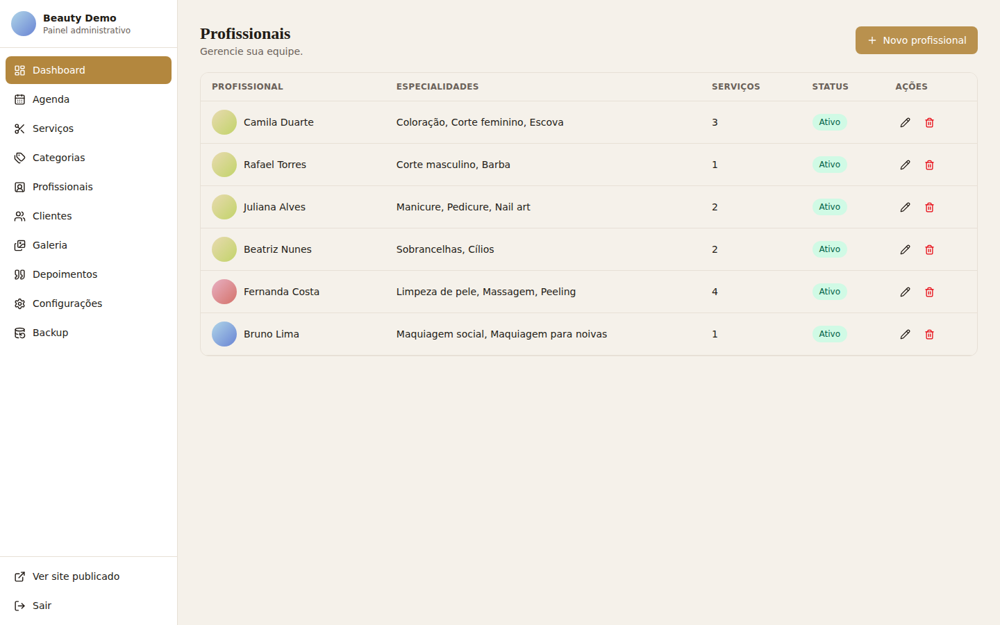 Beauty Demo
Painel administrativo
Dashboard
Agenda
Serviços
Categorias
Profissionais
Clientes
Galeria
Depoimentos
Configurações
Backup
Ver site publicado
Sair
Profissionais
Gerencie sua equipe.
Novo profissional
PROFISSIONAL ESPECIALIDADES SERVIÇOS STATUS AÇÕES
Camila Duarte Coloração, Corte feminino, Escova 3 Ativo
Rafael Torres Corte masculino, Barba 1 Ativo
Juliana Alves Manicure, Pedicure, Nail art 2 Ativo
Beatriz Nunes Sobrancelhas, Cílios 2 Ativo
Fernanda Costa Limpeza de pele, Massagem, Peeling 4 Ativo
Bruno Lima Maquiagem social, Maquiagem para noivas 1 Ativo